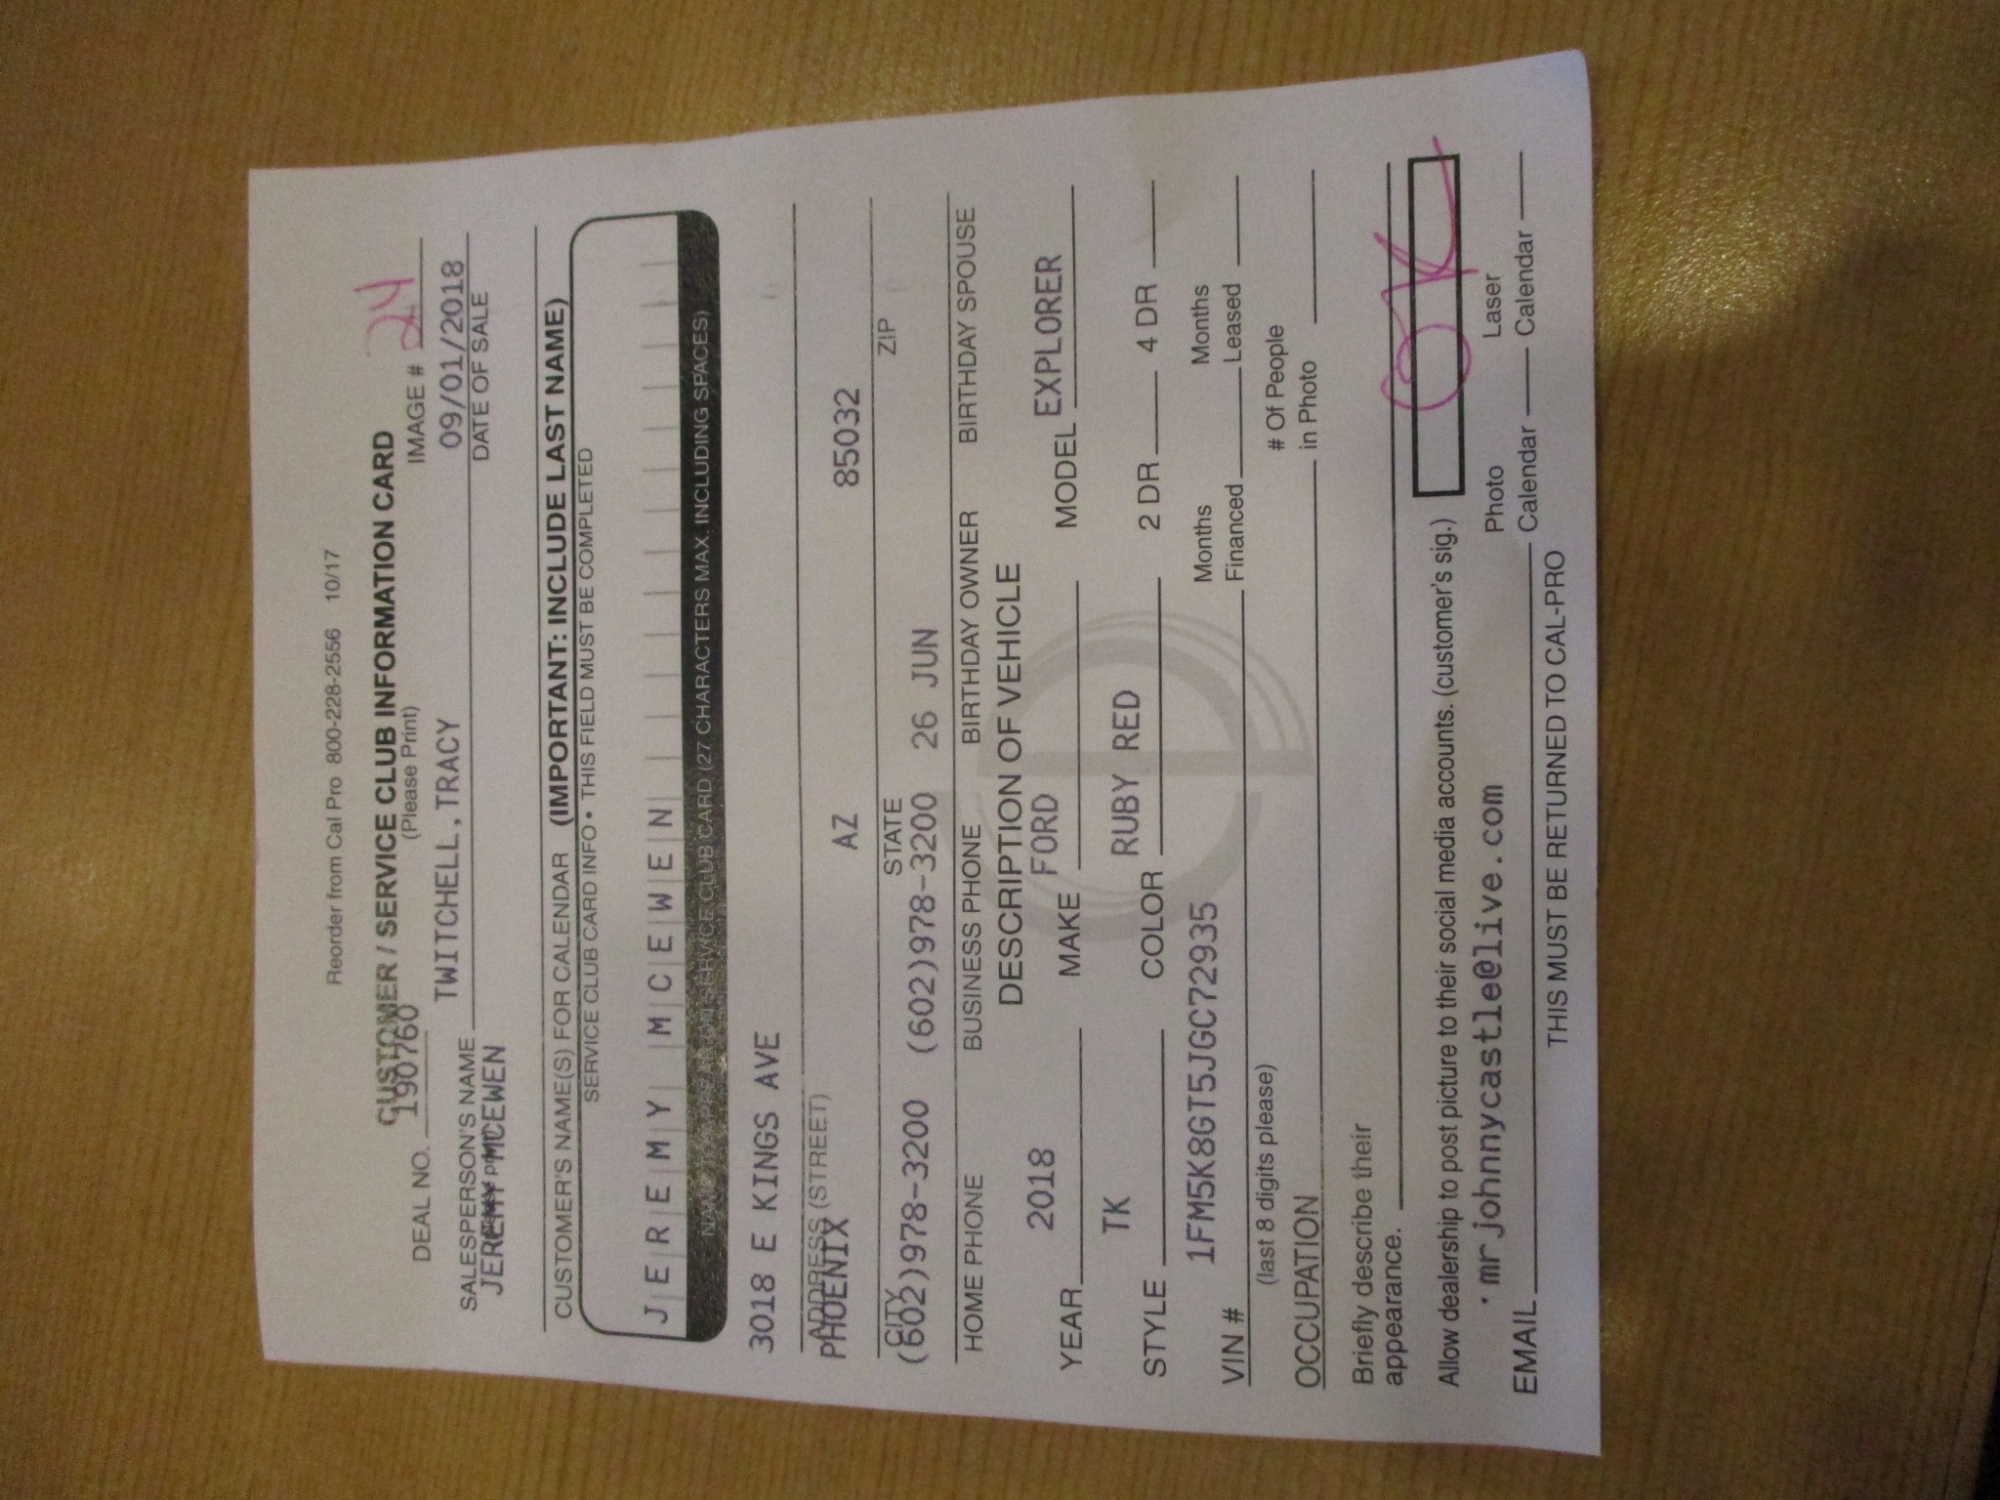 Reorder from Cal Pro 800-228-2556 10/17
CUSTOMER / SERVICE CLUB INFORMATION CARD
(Please Print)
DEAL NO. 1907760 IMAGE # 24
TWITCHELL,TRACY 09/01/2018
SALESPERSON'S NAME DATE OF SALE
JEREMY MCEWEN
CUSTOMER'S NAME(S) FOR CALENDAR (IMPORTANT: INCLUDE LAST NAME)
SERVICE CLUB CARD INFO • THIS FIELD MUST BE COMPLETED
JEREMY MCEWEN
SERVICE CLUB CARD (27 CHARACTERS MAX, INCLUDING SPACES)
3018 E KINGS AVE
ADDRESS (STREET)
PHOENIX AZ 85032
CITY STATE ZIP
(602)978-3200 (602)978-3200 26 JUN
HOME PHONE BUSINESS PHONE BIRTHDAY OWNER BIRTHDAY SPOUSE
DESCRIPTION OF VEHICLE
YEAR 2018 MAKE FORD MODEL EXPLORER
STYLE TK COLOR RUBY RED 2 DR 4 DR
VIN # 1FM5K8GT5JGC72935 Months Financed Months Leased
(last 8 digits please)
OCCUPATION # Of People in Photo
Briefly describe their
appearance.
Allow dealership to post picture to their social media accounts. (customer's sig.) OK
EMAIL mrjohnnycastle@live.com Photo Calendar Laser Calendar
THIS MUST BE RETURNED TO CAL-PRO